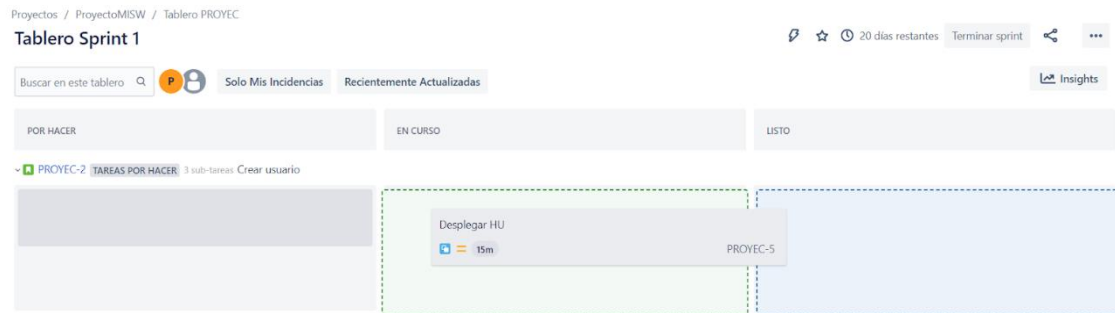 Proyectos / ProyectoMISW / Tablero PROYEC
Tablero Sprint 1
20 días restantes Terminar sprint
Buscar en este tablero P Solo Mis Incidencias Recientemente Actualizadas Insights
POR HACER EN CURSO LISTO
PROYEC-2 TAREAS POR HACER 3 sub-tareas Crear usuario
Desplegar HU
15m PROYEC-5